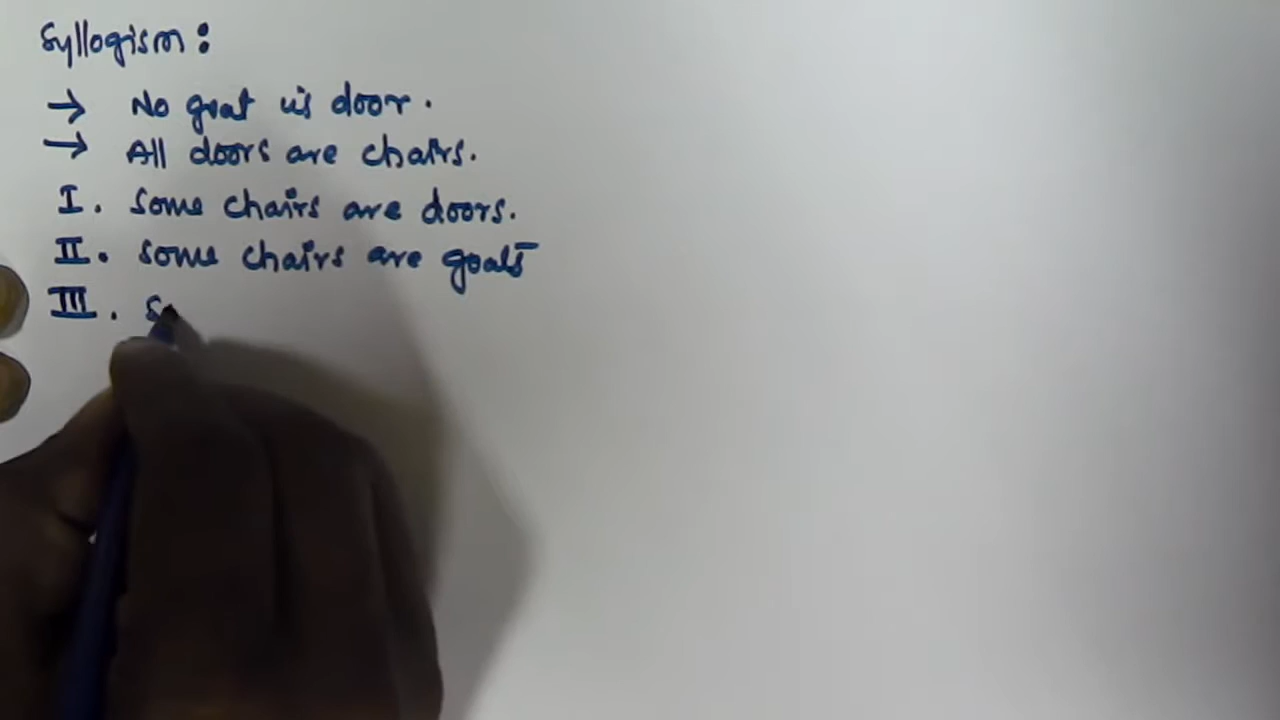 Syllogism:
→ No goat is door.
→ All doors are chairs.
I. Some chairs are doors.
II. Some chairs are goats
III. S